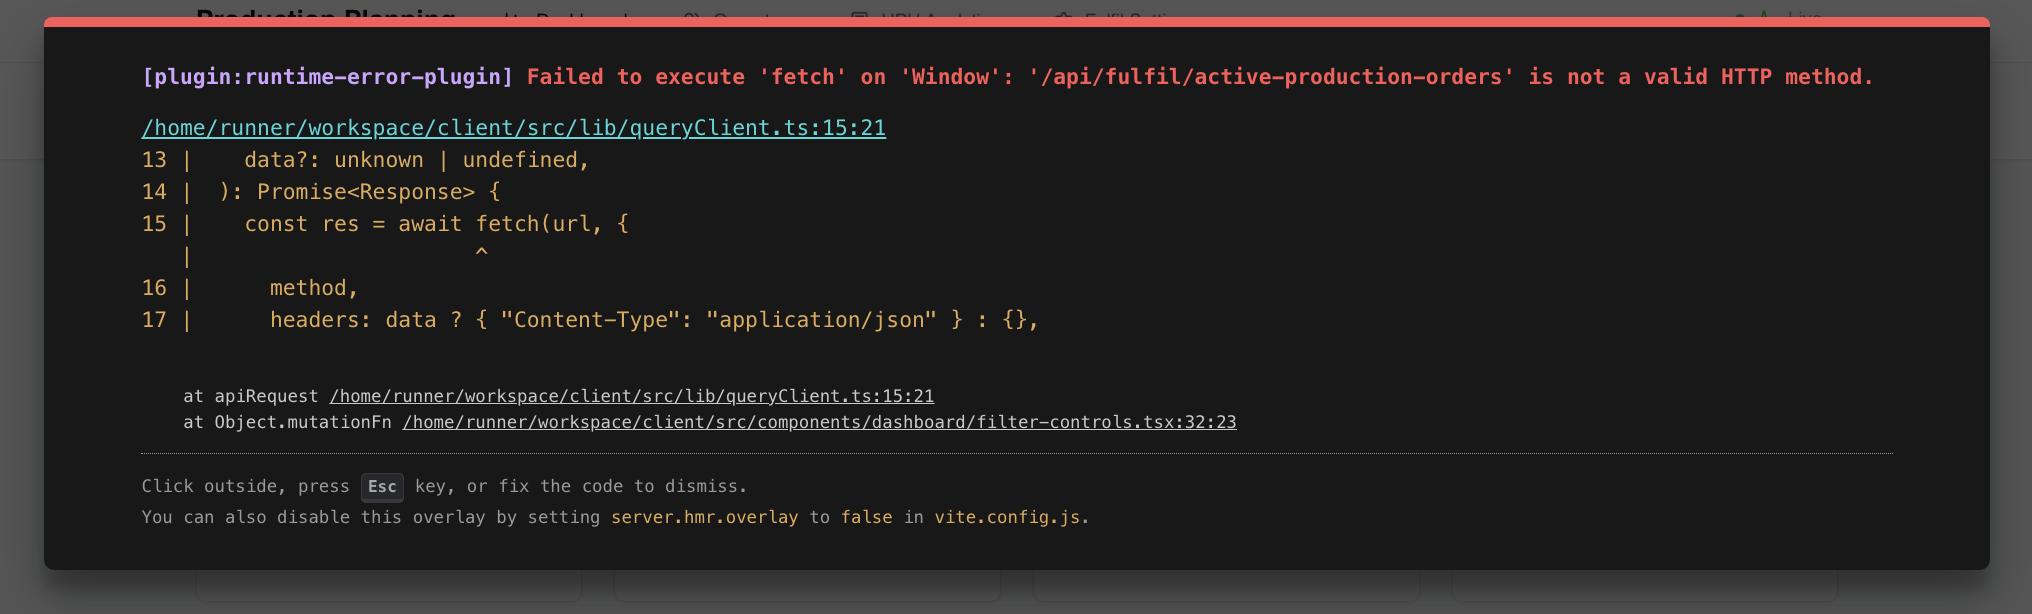 Production Planning
Live
[plugin:runtime-error-plugin] Failed to execute 'fetch' on 'Window': '/api/fulfil/active-production-orders' is not a valid HTTP method.
/home/runner/workspace/client/src/lib/queryClient.ts:15:21
13 |    data?: unknown | undefined,
14 |  ): Promise<Response> {
15 |    const res = await fetch(url, {
   |                      ^
16 |      method,
17 |      headers: data ? { "Content-Type": "application/json" } : {},
at apiRequest /home/runner/workspace/client/src/lib/queryClient.ts:15:21
at Object.mutationFn /home/runner/workspace/client/src/components/dashboard/filter-controls.tsx:32:23
Click outside, press Esc key, or fix the code to dismiss.
You can also disable this overlay by setting server.hmr.overlay to false in vite.config.js.